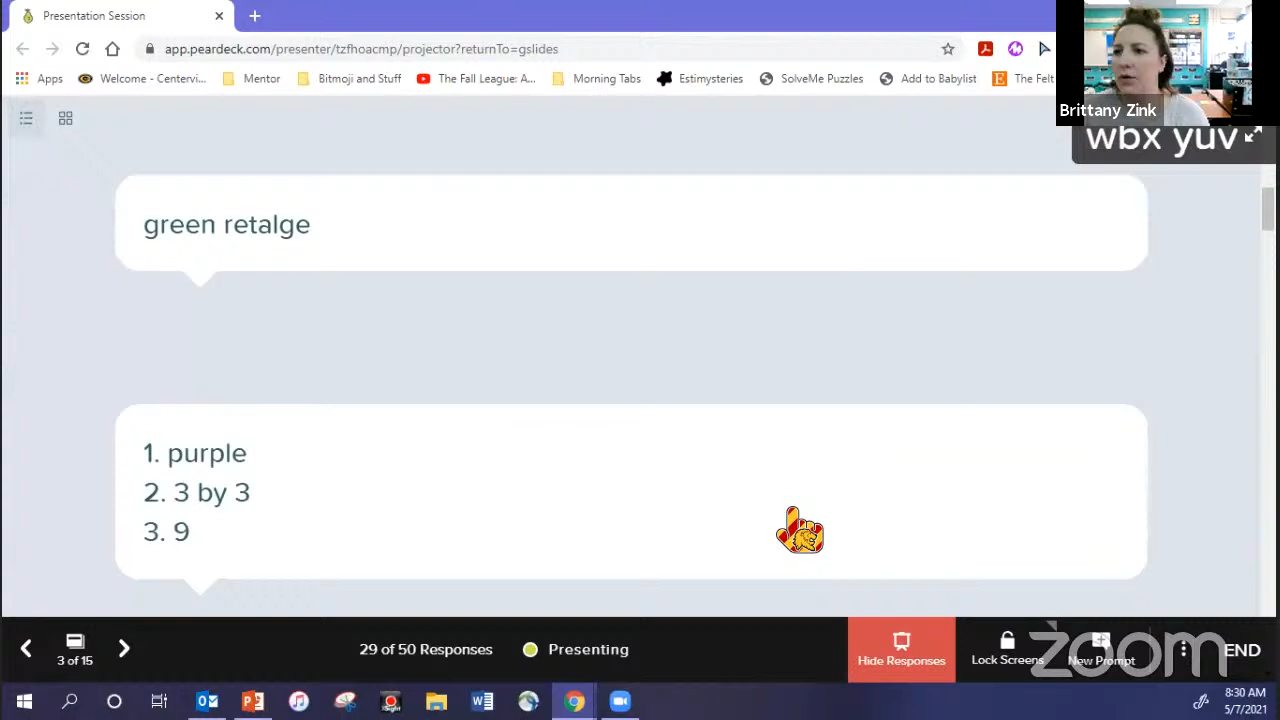 Presentation Session
app.peardeck.com/presenter/tzfhoacmp/projector?returnTo=gslides
Apps
Welcome - Centervi...
Mentor
Bitmoji and Stuff
The Fall League: A...
Morning Tabs
Estimysteries
SolveMe Puzzles
Add to Babylist
The Felt
Brittany Zink
wbx yuv
green retalge
1. purple
2. 3 by 3
3. 9
3 of 15
29 of 50 Responses
Presenting
Hide Responses
Lock Screens
New Prompt
END
zoom
8:30 AM
5/7/2021